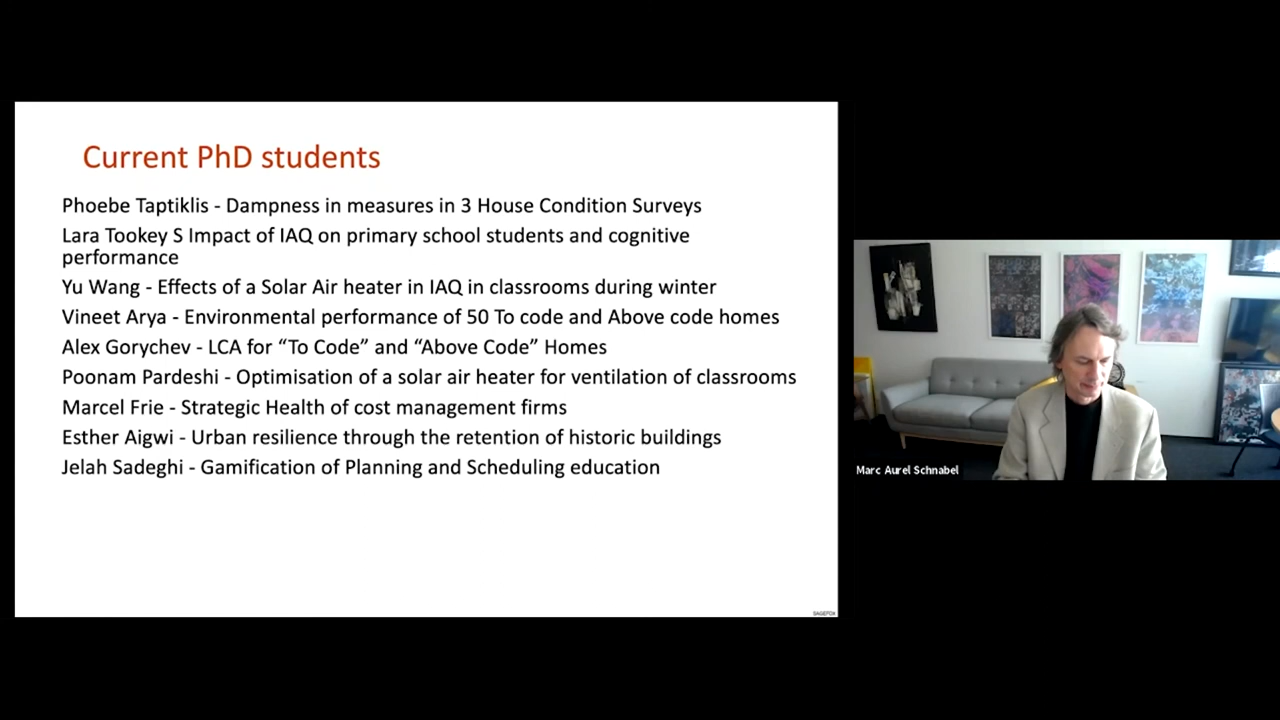 Current PhD students
Phoebe Taptiklis - Dampness in measures in 3 House Condition Surveys
Lara Tookey S Impact of IAQ on primary school students and cognitive
performance
Yu Wang - Effects of a Solar Air heater in IAQ in classrooms during winter
Vineet Arya - Environmental performance of 50 To code and Above code homes
Alex Gorychev - LCA for “To Code” and “Above Code” Homes
Poonam Pardeshi - Optimisation of a solar air heater for ventilation of classrooms
Marcel Frie - Strategic Health of cost management firms
Esther Aigwi - Urban resilience through the retention of historic buildings
Jelah Sadeghi - Gamification of Planning and Scheduling education
Marc Aurel Schnabel